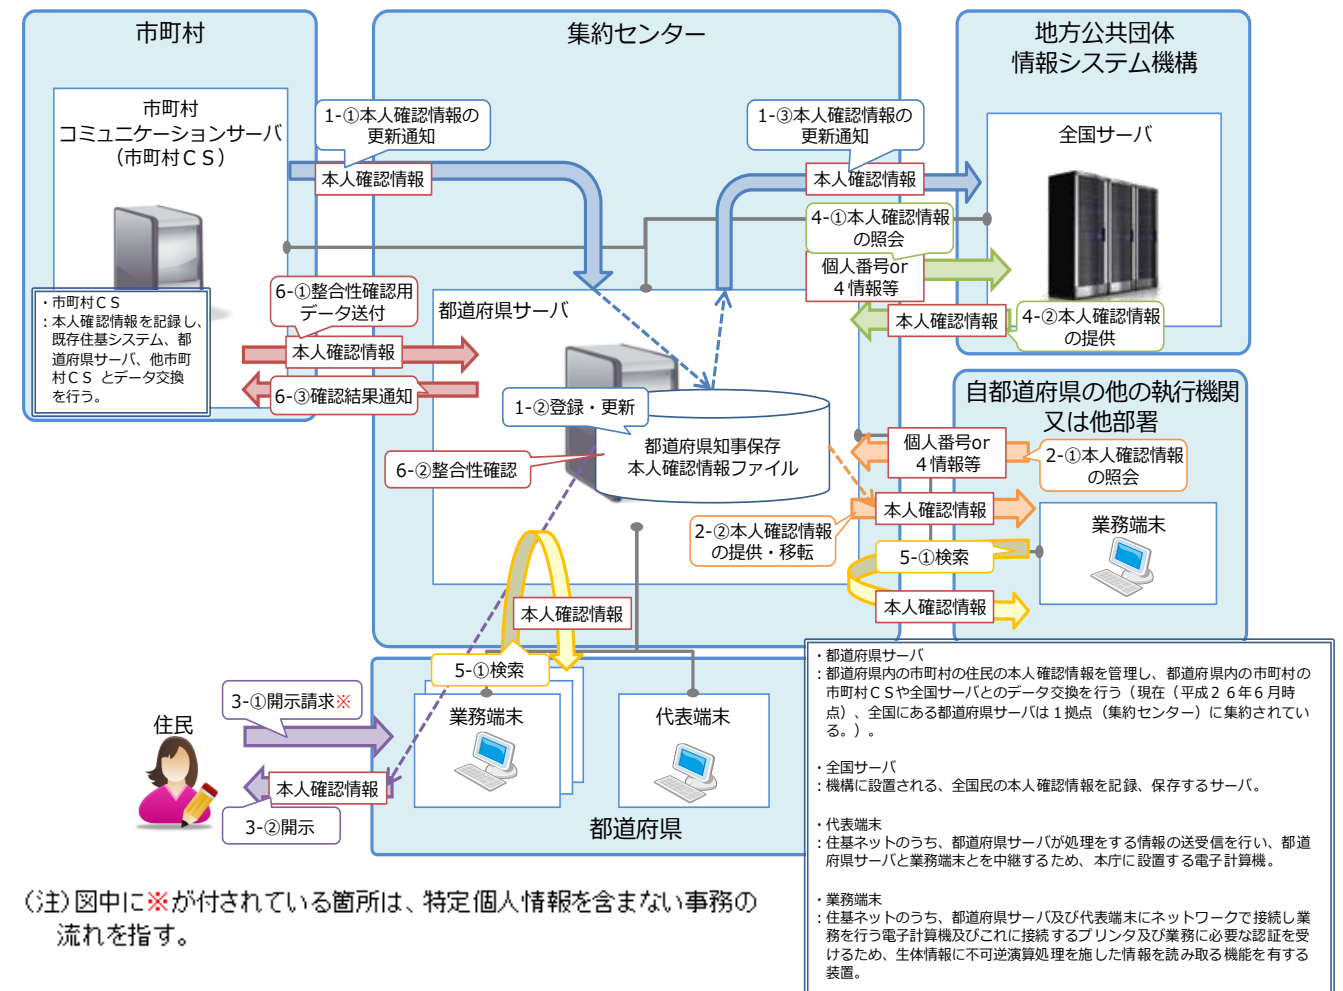 市町村
集約センター
地方公共団体
情報システム機構
市町村
コミュニケーションサーバ
（市町村ＣＳ）
1-①本人確認情報の
更新通知
本人確認情報
1-③本人確認情報の
更新通知
本人確認情報
全国サーバ
4-①本人確認情報
の照会
個人番号or
４情報等
本人確認情報
4-②本人確認情報
の提供
・市町村ＣＳ
：本人確認情報を記録し、
既存住基システム、都
道府県サーバ、他市町
村ＣＳ とデータ交換
を行う。
6-①整合性確認用
データ送付
本人確認情報
6-③確認結果通知
都道府県サーバ
1-②登録・更新
都道府県知事保存
本人確認情報ファイル
6-②整合性確認
自都道府県の他の執行機関
又は他部署
個人番号or
４情報等
2-①本人確認情報
の照会
本人確認情報
2-②本人確認情報
の提供・移転
業務端末
5-①検索
本人確認情報
本人確認情報
5-①検索
3-①開示請求※
住民
本人確認情報
3-②開示
業務端末
代表端末
都道府県
・都道府県サーバ
：都道府県内の市町村の住民の本人確認情報を管理し、都道府県内の市町村の
市町村ＣＳや全国サーバとのデータ交換を行う（現在（平成２６年６月時
点）、全国にある都道府県サーバは１拠点（集約センター）に集約されてい
る。）。
・全国サーバ
：機構に設置される、全国民の本人確認情報を記録、保存するサーバ。
・代表端末
：住基ネットのうち、都道府県サーバが処理をする情報の送受信を行い、都道
府県サーバと業務端末とを中継するため、本庁に設置する電子計算機。
・業務端末
：住基ネットのうち、都道府県サーバ及び代表端末にネットワークで接続し業
務を行う電子計算機及びこれに接続するプリンタ及び業務に必要な認証を受
けるため、生体情報に不可逆演算処理を施した情報を読み取る機能を有する
装置。
（注）図中に※が付されている箇所は、特定個人情報を含まない事務の
流れを指す。